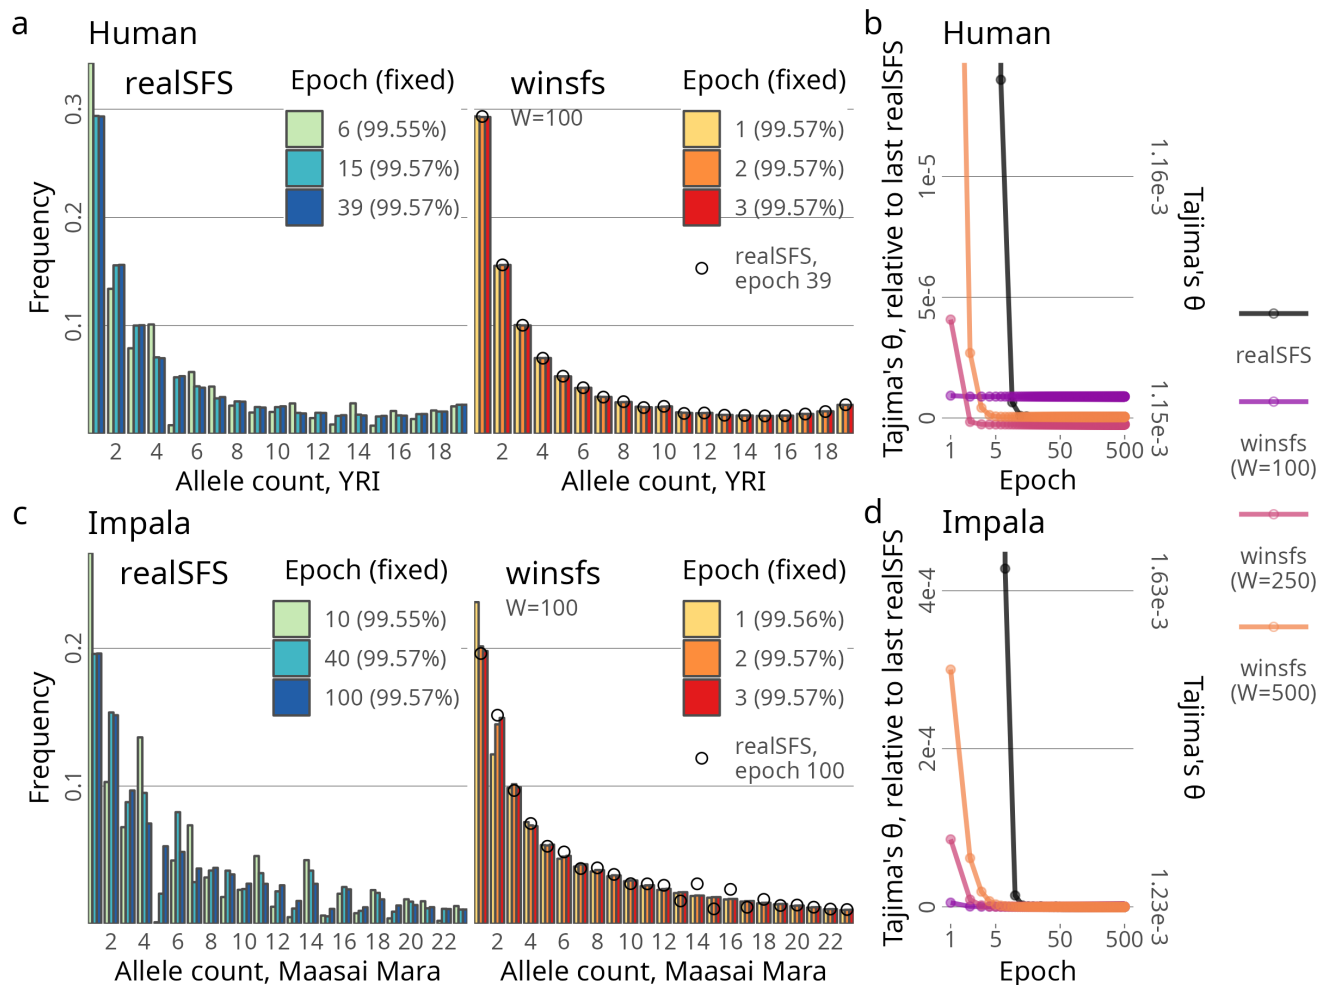 a
Human
realSFS
Epoch (fixed)
6 (99.55%)
15 (99.57%)
39 (99.57%)
winsfs
W=100
Epoch (fixed)
1 (99.57%)
2 (99.57%)
3 (99.57%)
realSFS,
epoch 39
Frequency
0.3
0.2
0.1
2 4 6 8 10 12 14 16 18
Allele count, YRI
2 4 6 8 10 12 14 16 18
Allele count, YRI
b
Human
Tajima's θ, relative to last realSFS
1e-5
5e-6
0
1.16e-3
1.15e-3
Tajima's θ
1 5 50 500
Epoch
realSFS
winsfs
(W=100)
winsfs
(W=250)
winsfs
(W=500)
c
Impala
realSFS
Epoch (fixed)
10 (99.55%)
40 (99.57%)
100 (99.57%)
winsfs
W=100
Epoch (fixed)
1 (99.56%)
2 (99.57%)
3 (99.57%)
realSFS,
epoch 100
Frequency
0.2
0.1
2 4 6 8 10 12 14 16 18 20 22
Allele count, Maasai Mara
2 4 6 8 10 12 14 16 18 20 22
Allele count, Maasai Mara
d
Impala
Tajima's θ, relative to last realSFS
4e-4
2e-4
0
1.63e-3
1.23e-3
Tajima's θ
1 5 50 500
Epoch